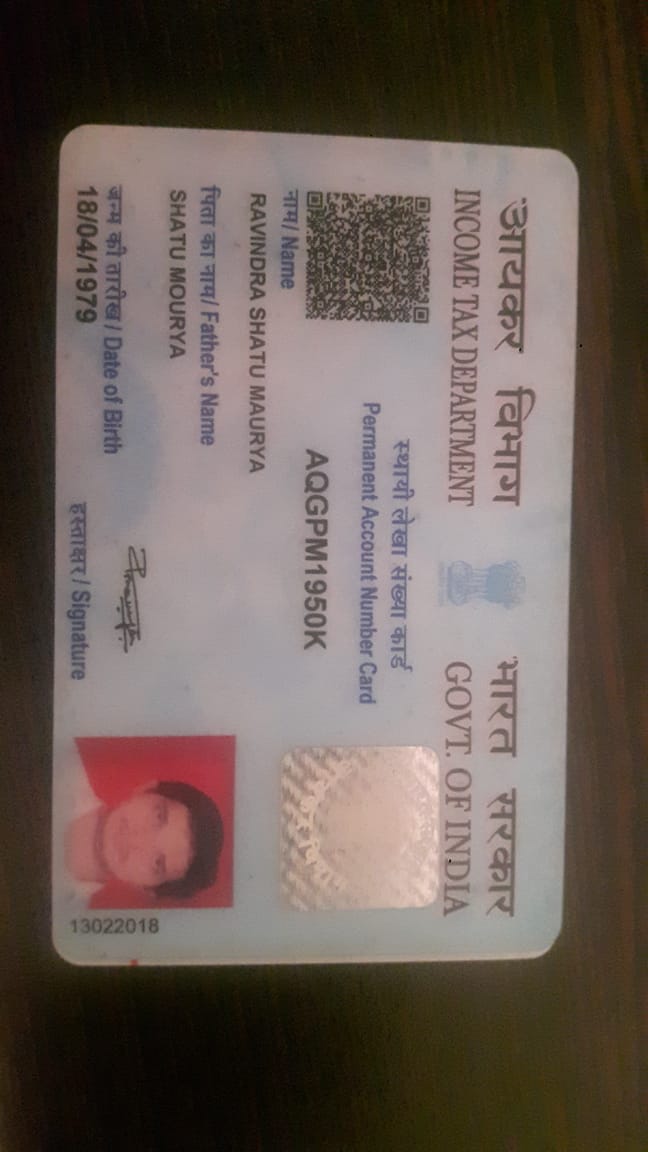 आयकर विभाग
INCOME TAX DEPARTMENT
भारत सरकार
GOVT. OF INDIA
स्थायी लेखा संख्या कार्ड
Permanent Account Number Card
AQGPM1950K
नाम / Name
RAVINDRA SHATU MAURYA
पिता का नाम / Father's Name
SHATU MOURYA
जन्म की तारीख / Date of Birth
18/04/1979
हस्ताक्षर / Signature
13022018